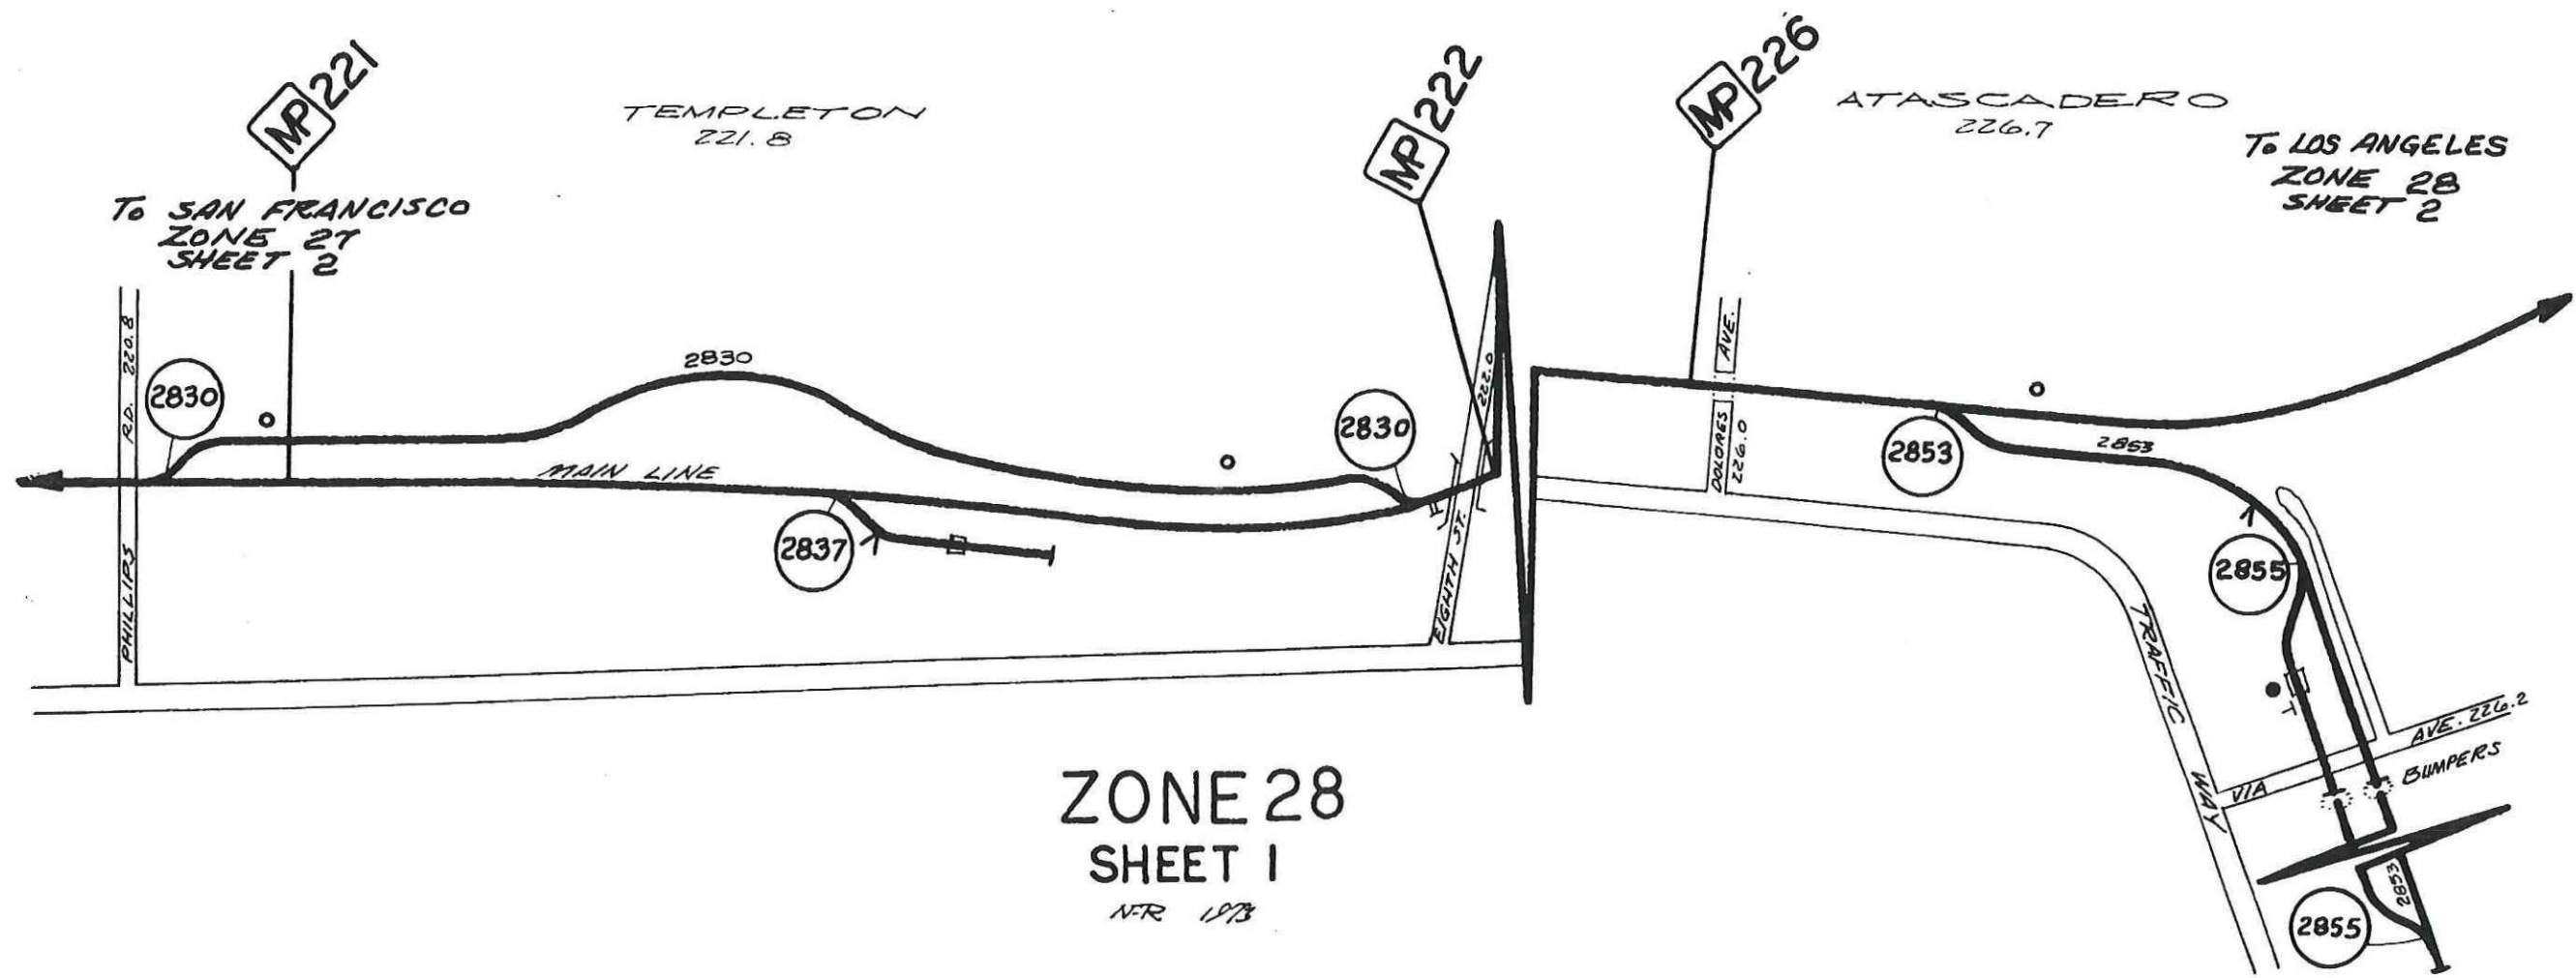 MP 221
TEMPLETON
221.8
MP 222
MP 226
ATASCADERO
226.7
To LOS ANGELES
ZONE 28
SHEET 2
To SAN FRANCISCO
ZONE 27
SHEET 2
PHILLIPS RD. 220.8
2830
2830
MAIN LINE
2837
2830
EIGHTH ST. 222.0
DOLORES AVE.
226.0
2853
2853
2855
TRAFFIC WAY
VIA AVE. 226.2
BUMPERS
2853
2855
ZONE 28
SHEET 1
N-R 1973